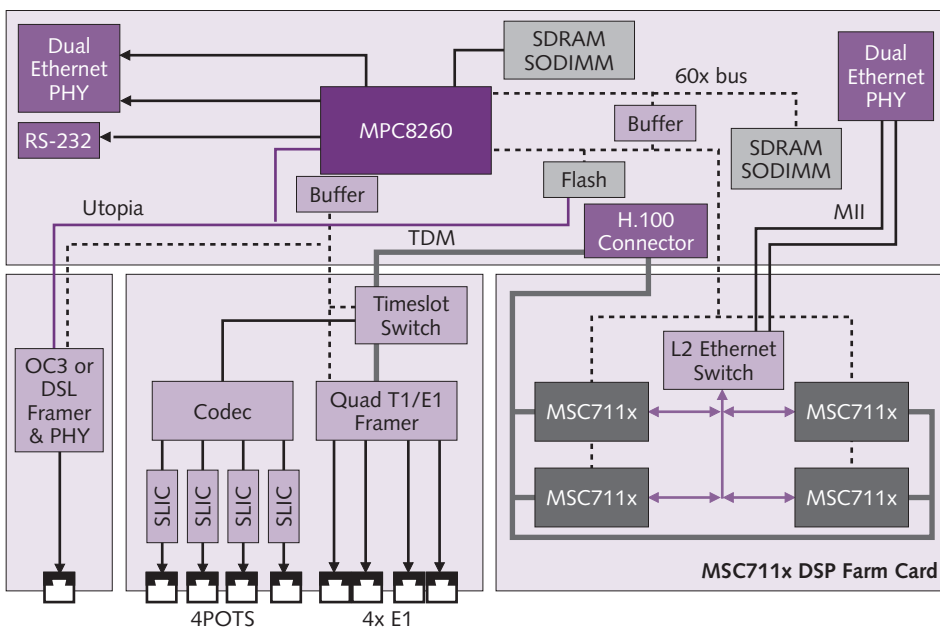 Dual
Ethernet
PHY
SDRAM
SODIMM
60x bus
Dual
Ethernet
PHY
MPC8260
RS-232
Buffer
SDRAM
SODIMM
Buffer
Flash
Utopia
H.100
Connector
MII
TDM
Timeslot
Switch
OC3 or
DSL
Framer
& PHY
Codec
Quad T1/E1
Framer
L2 Ethernet
Switch
MSC711x
MSC711x
SLIC
SLIC
SLIC
SLIC
MSC711x
MSC711x
MSC711x DSP Farm Card
4POTS
4x E1